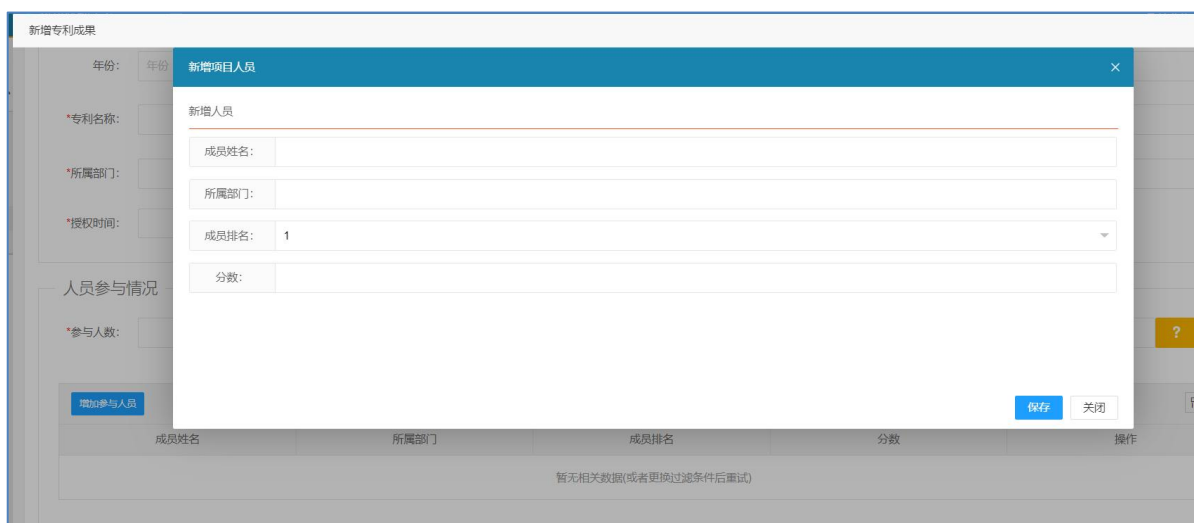 新增专利成果
年份:
年份
新增项目人员
×
新增人员
*专利名称:
成员姓名:
*所属部门:
所属部门:
*授权时间:
成员排名:
1
分数:
人员参与情况
*参与人数:
?
增加参与人员
保存
关闭
成员姓名 所属部门 成员排名 分数 操作
暂无相关数据(或者更换过滤条件后重试)